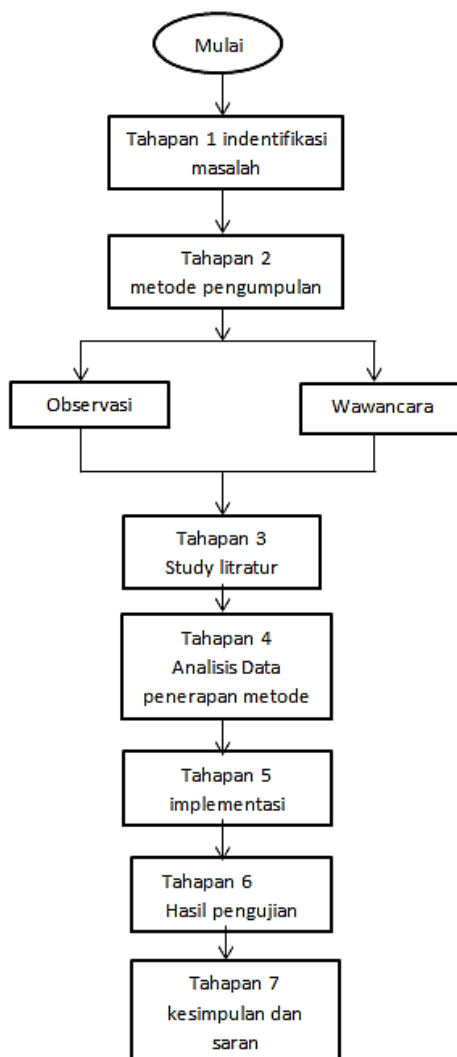 Mulai
Tahapan 1 indentifikasi
masalah
Tahapan 2
metode pengumpulan
Observasi
Wawancara
Tahapan 3
Study litratur
Tahapan 4
Analisis Data
penerapan metode
Tahapan 5
implementasi
Tahapan 6
Hasil pengujian
Tahapan 7
kesimpulan dan
saran